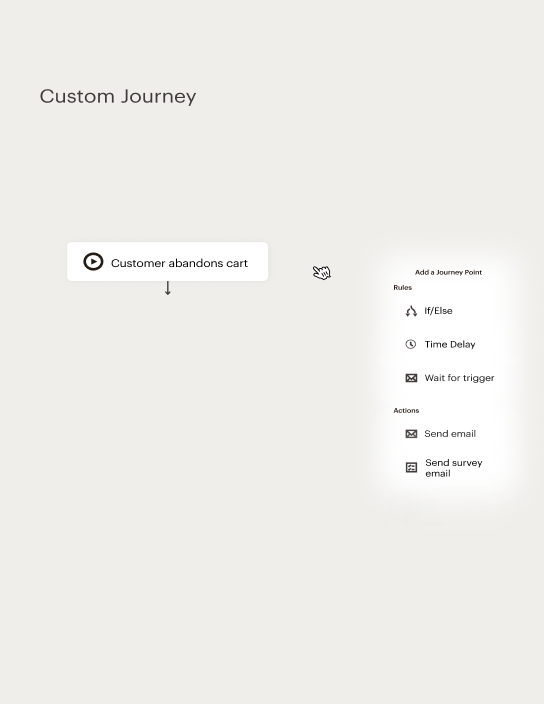 Custom Journey
Customer abandons cart
Add a Journey Point
Rules
If/Else
Time Delay
Wait for trigger
Actions
Send email
Send survey
email